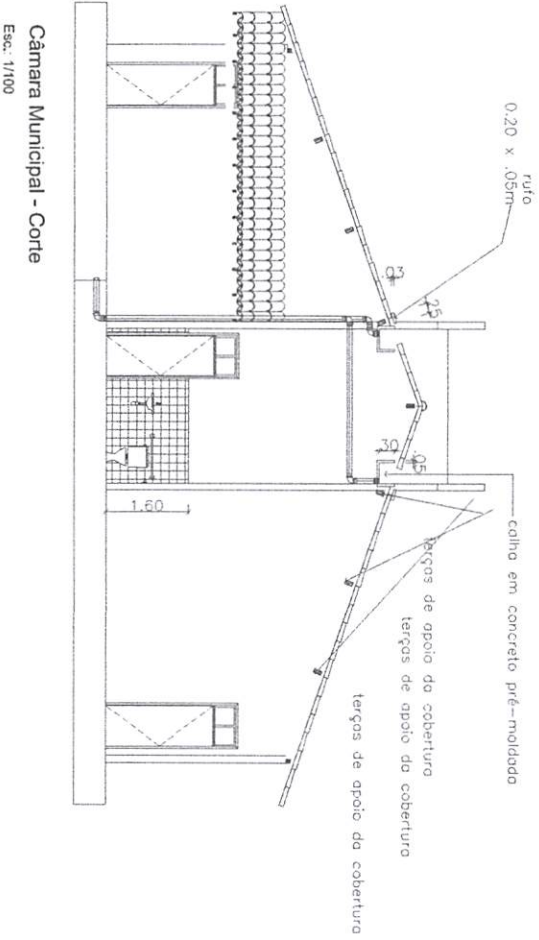 rufo
0.20 x .05m
.03
.25
.30
.05
calha em concreto pré-moldada
terças de apoio da cobertura
terças de apoio da cobertura
terças de apoio da cobertura
1.60
Câmara Municipal - Corte
Esc.: 1/100